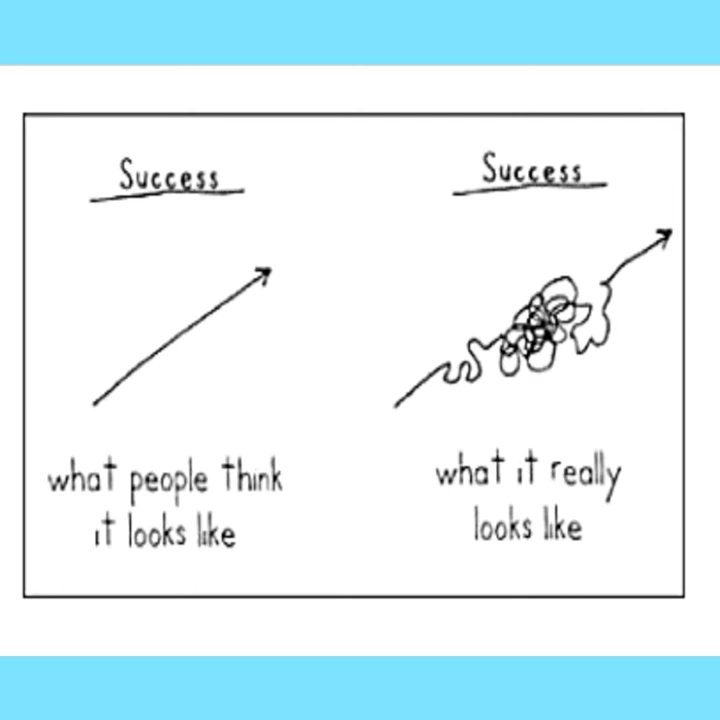 Success
what people think
it looks like
Success
what it really
looks like